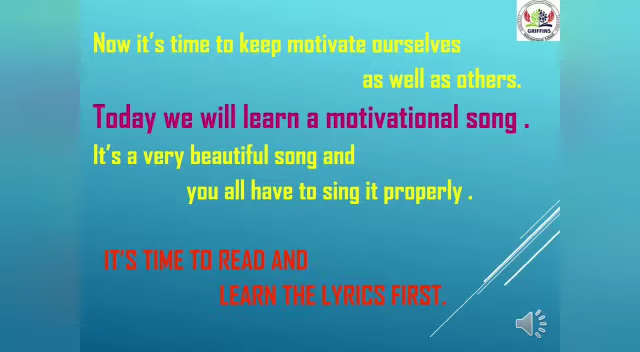 GRIFFINS
Now it's time to keep motivate ourselves
as well as others.
Today we will learn a motivational song .
It's a very beautiful song and
you all have to sing it properly .
IT'S TIME TO READ AND
LEARN THE LYRICS FIRST.